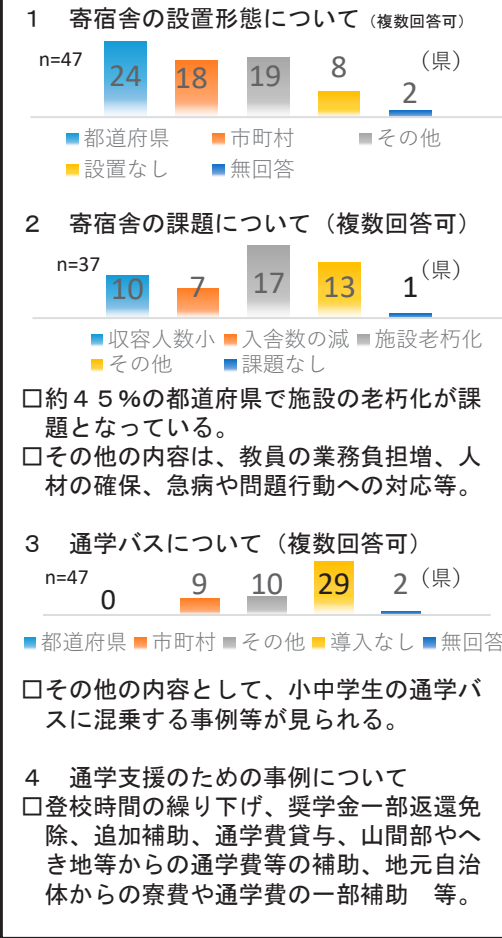 １　寄宿舎の設置形態について（複数回答可）
n=47
24 18 19 8 2 （県）
■都道府県 ■市町村 ■その他
■設置なし ■無回答
２　寄宿舎の課題について（複数回答可）
n=37
10 7 17 13 1 （県）
■収容人数小 ■入舎数の減 ■施設老朽化
■その他 ■課題なし
□約４５%の都道府県で施設の老朽化が課
題となっている。
□その他の内容は、教員の業務負担増、人
材の確保、急病や問題行動への対応等。
３　通学バスについて（複数回答可）
n=47
0 9 10 29 2 （県）
■都道府県 ■市町村 ■その他 ■導入なし ■無回答
□その他の内容として、小中学生の通学バ
スに混乗する事例等が見られる。
４　通学支援のための事例について
□登校時間の繰り下げ、奨学金一部返還免
除、追加補助、通学費貸与、山間部やへ
き地等からの通学費等の補助、地元自治
体からの寮費や通学費の一部補助　等。